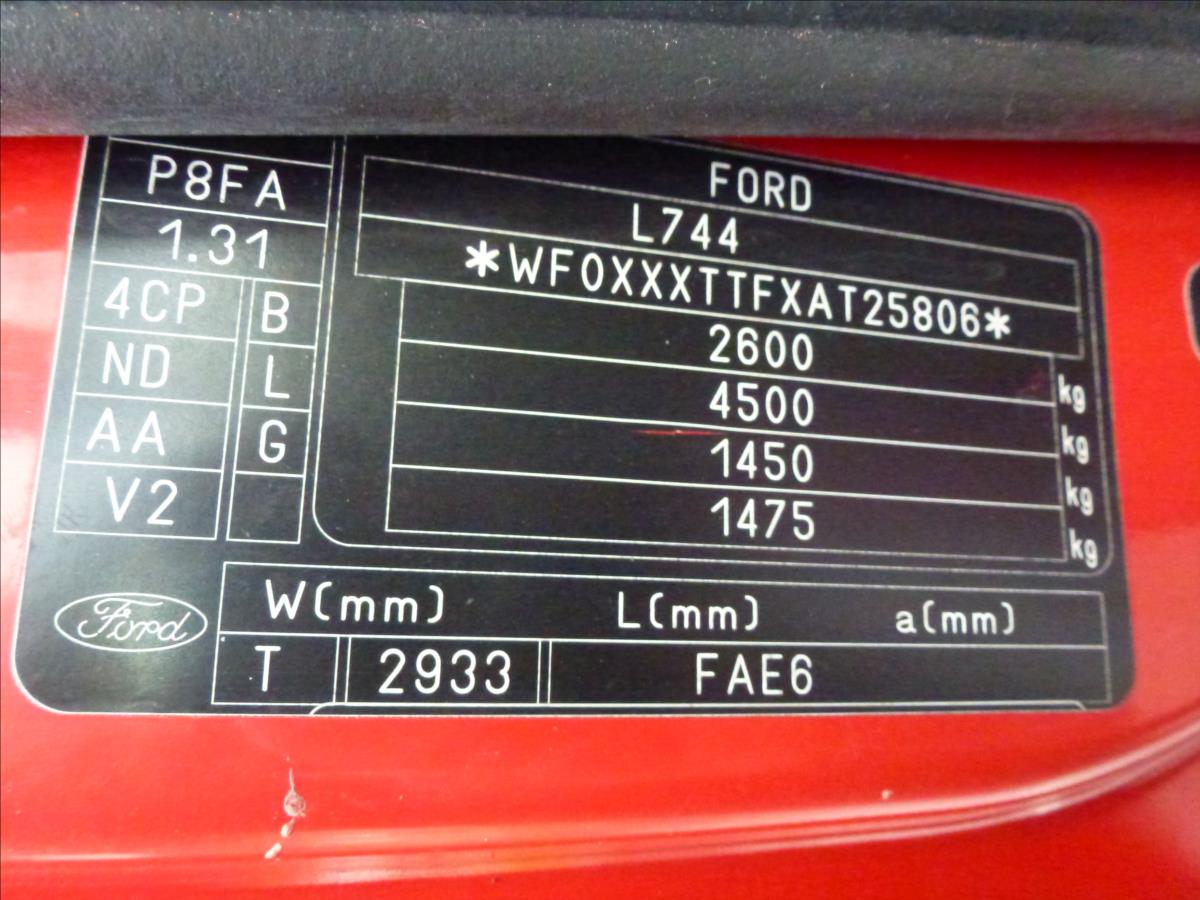 P8FA
1.31
4CP B
ND L
AA G
V2
FORD
L744
*WF0XXXTTFXAT25806*
2600 kg
4500 kg
1450 kg
1475 kg
Ford
W(mm) L(mm) a(mm)
T 2933 FAE6